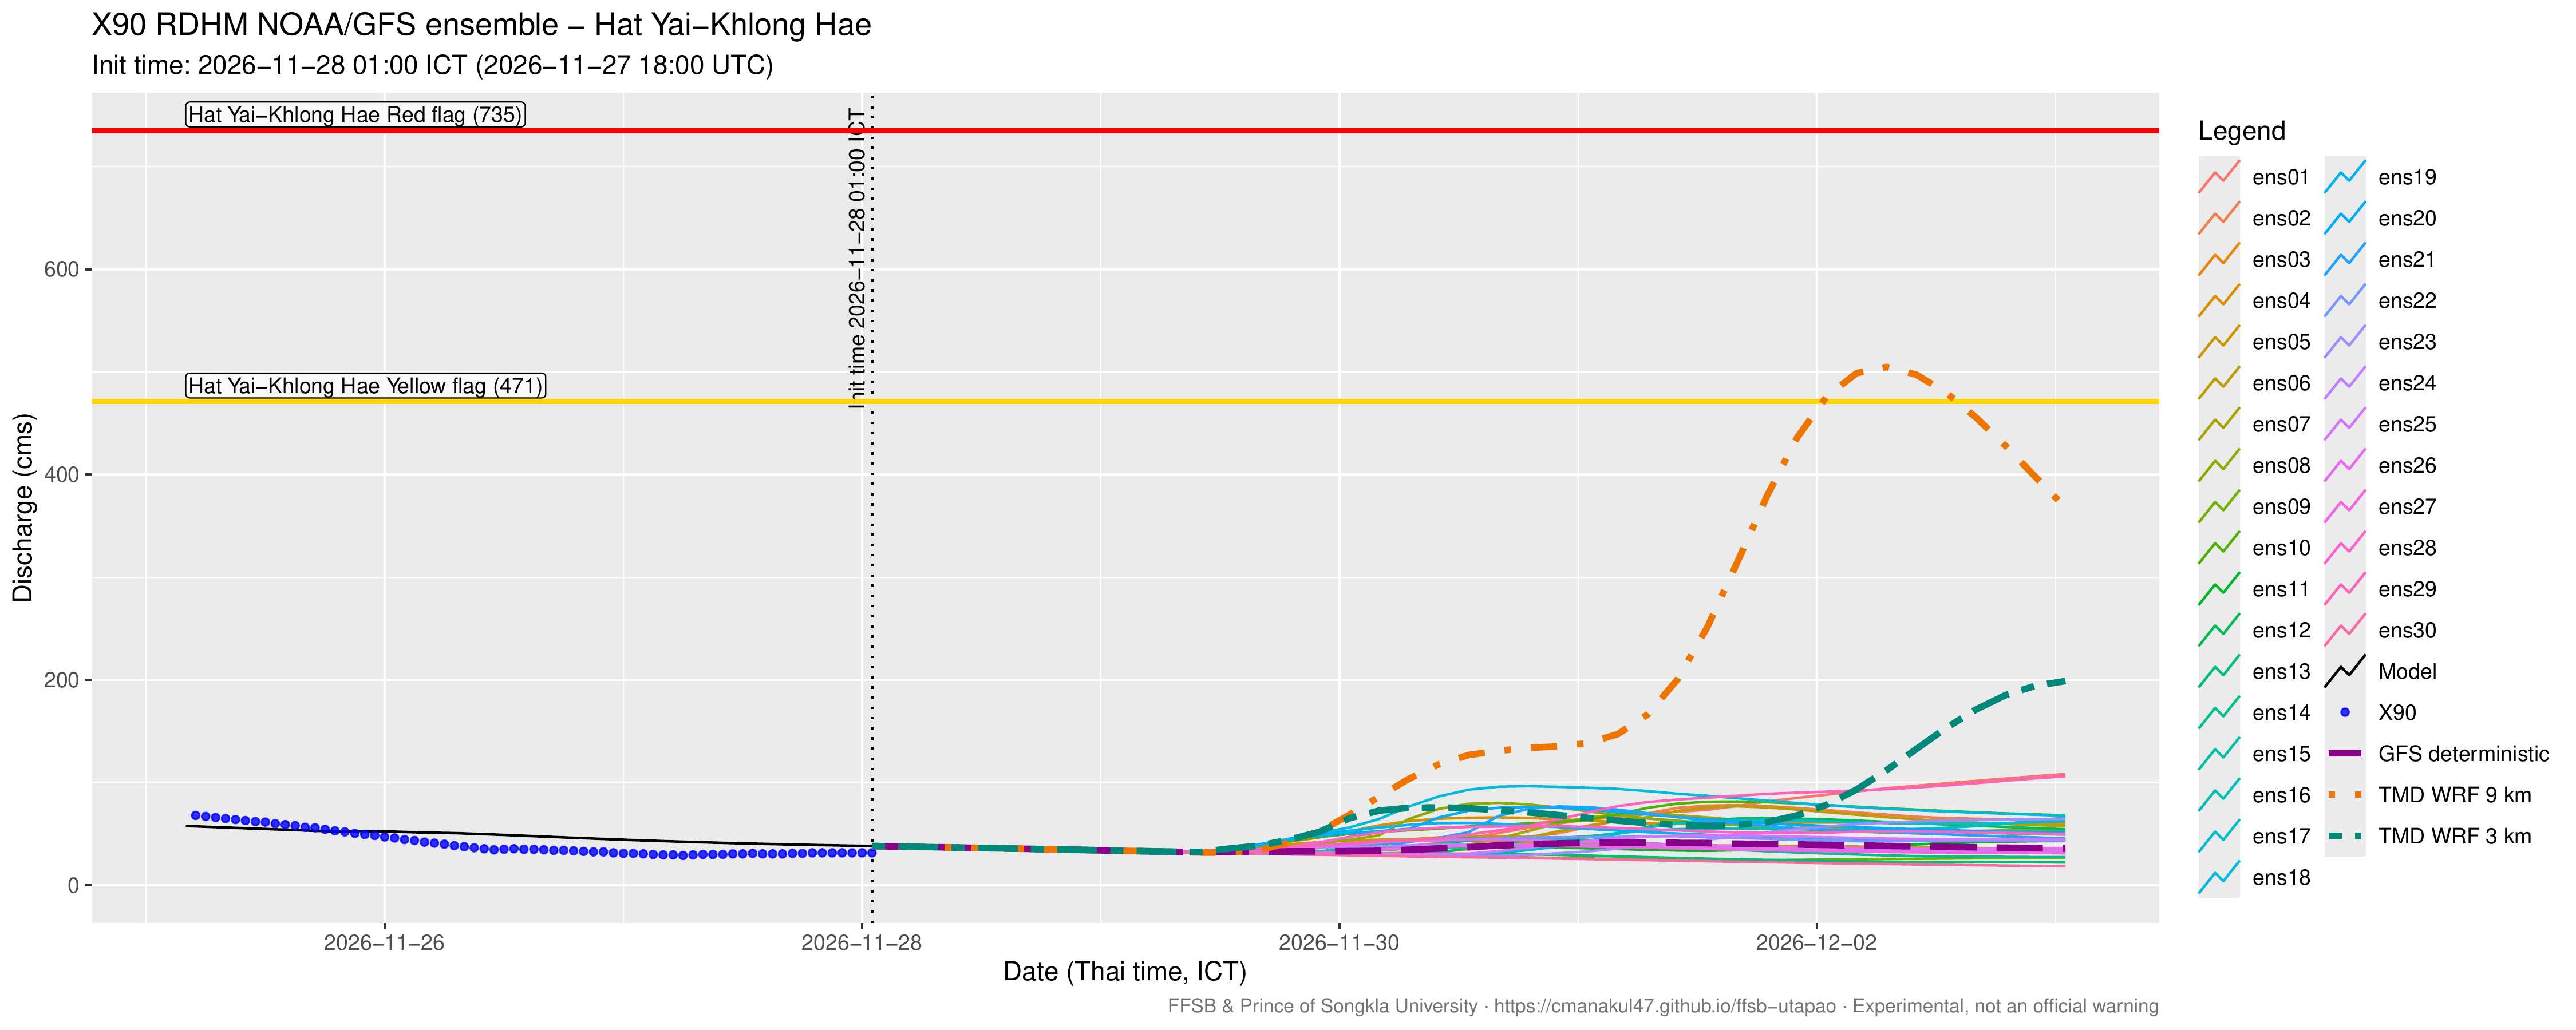 X90 RDHM NOAA/GFS ensemble – Hat Yai–Khlong Hae
Init time: 2026–11–28 01:00 ICT (2026–11–27 18:00 UTC)
Hat Yai–Khlong Hae Red flag (735)
Hat Yai–Khlong Hae Yellow flag (471)
Init time 2026–11–28 01:00 ICT
Discharge (cms)
600
400
200
0
2026–11–26
2026–11–28
2026–11–30
2026–12–02
Date (Thai time, ICT)
Legend
ens01
ens02
ens03
ens04
ens05
ens06
ens07
ens08
ens09
ens10
ens11
ens12
ens13
ens14
ens15
ens16
ens17
ens18
ens19
ens20
ens21
ens22
ens23
ens24
ens25
ens26
ens27
ens28
ens29
ens30
Model
X90
GFS deterministic
TMD WRF 9 km
TMD WRF 3 km
FFSB & Prince of Songkla University · https://cmanakul47.github.io/ffsb–utapao · Experimental, not an official warning